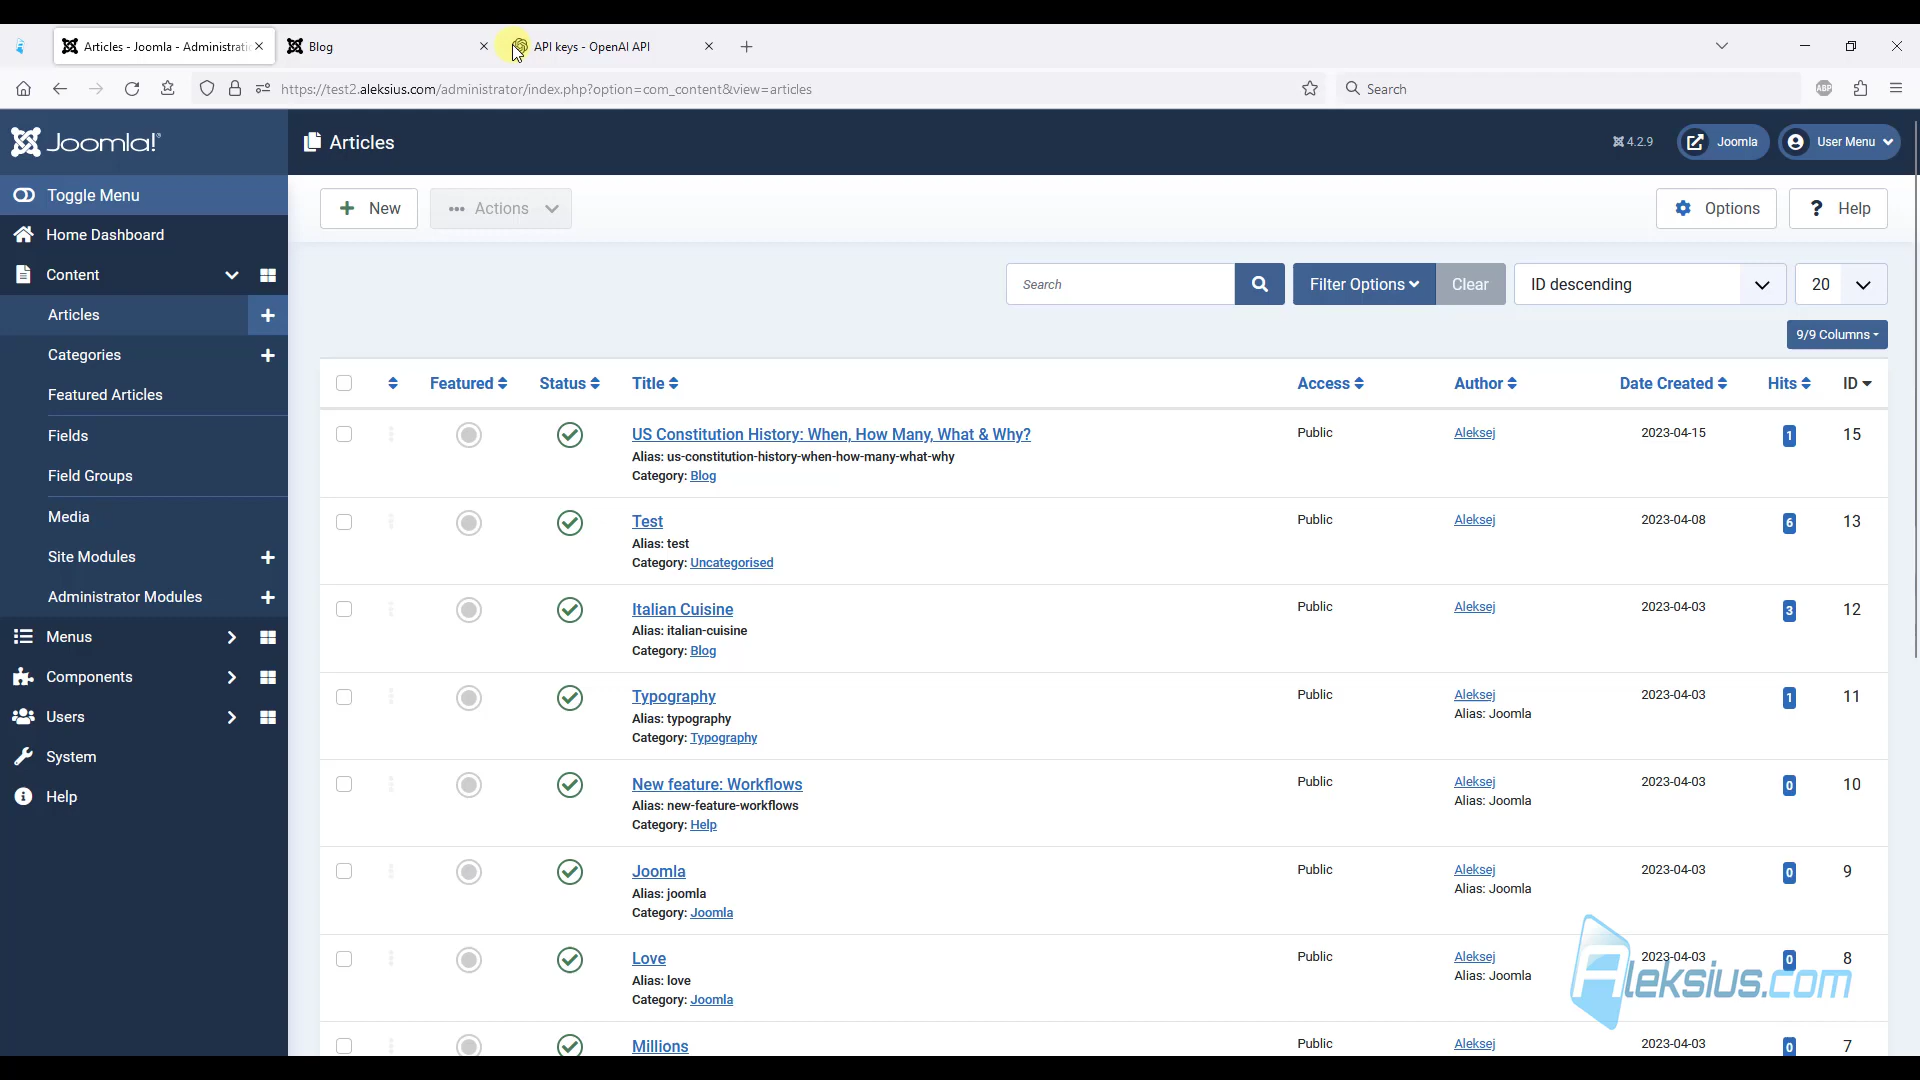 Articles - Joomla - Administratio
Blog
API keys - OpenAI API
https://test2.aleksius.com/administrator/index.php?option=com_content&view=articles
Search
ABP
Joomla!®
Articles
4.2.9
Joomla
User Menu
Toggle Menu
New
Actions
Options
? Help
Home Dashboard
Content
Articles
Categories
Featured Articles
Fields
Field Groups
Media
Site Modules
Administrator Modules
Menus
Components
Users
System
Help
Search
Filter Options
Clear
ID descending
20
9/9 Columns
Featured Status Title Access Author Date Created Hits ID
US Constitution History: When, How Many, What & Why? Public Aleksej 2023-04-15 1 15
Alias: us-constitution-history-when-how-many-what-why
Category: Blog
Test Public Aleksej 2023-04-08 6 13
Alias: test
Category: Uncategorised
Italian Cuisine Public Aleksej 2023-04-03 3 12
Alias: italian-cuisine
Category: Blog
Typography Public Aleksej 2023-04-03 1 11
Alias: typography Alias: Joomla
Category: Typography
New feature: Workflows Public Aleksej 2023-04-03 0 10
Alias: new-feature-workflows Alias: Joomla
Category: Help
Joomla Public Aleksej 2023-04-03 0 9
Alias: joomla Alias: Joomla
Category: Joomla
Love Public Aleksej 2023-04-03 0 8
Alias: love Alias: Joomla
Category: Joomla
Aleksius.com
Millions Public Aleksej 2023-04-03 0 7